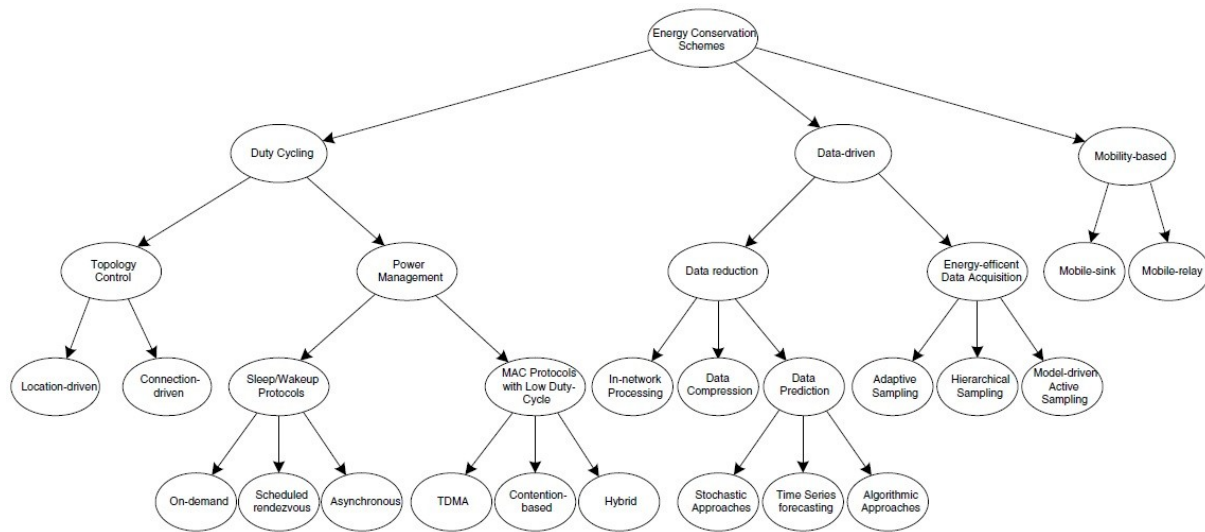 Energy Conservation
Schemes
Duty Cycling
Data-driven
Mobility-based
Topology
Control
Power
Management
Data reduction
Energy-efficent
Data Acquisition
Mobile-sink
Mobile-relay
Location-driven
Connection-
driven
Sleep/Wakeup
Protocols
MAC Protocols
with Low Duty-
Cycle
In-network
Processing
Data
Compression
Data
Prediction
Adaptive
Sampling
Hierarchical
Sampling
Model-driven
Active
Sampling
On-demand
Scheduled
rendezvous
Asynchronous
TDMA
Contention-
based
Hybrid
Stochastic
Approaches
Time Series
forecasting
Algorithmic
Approaches